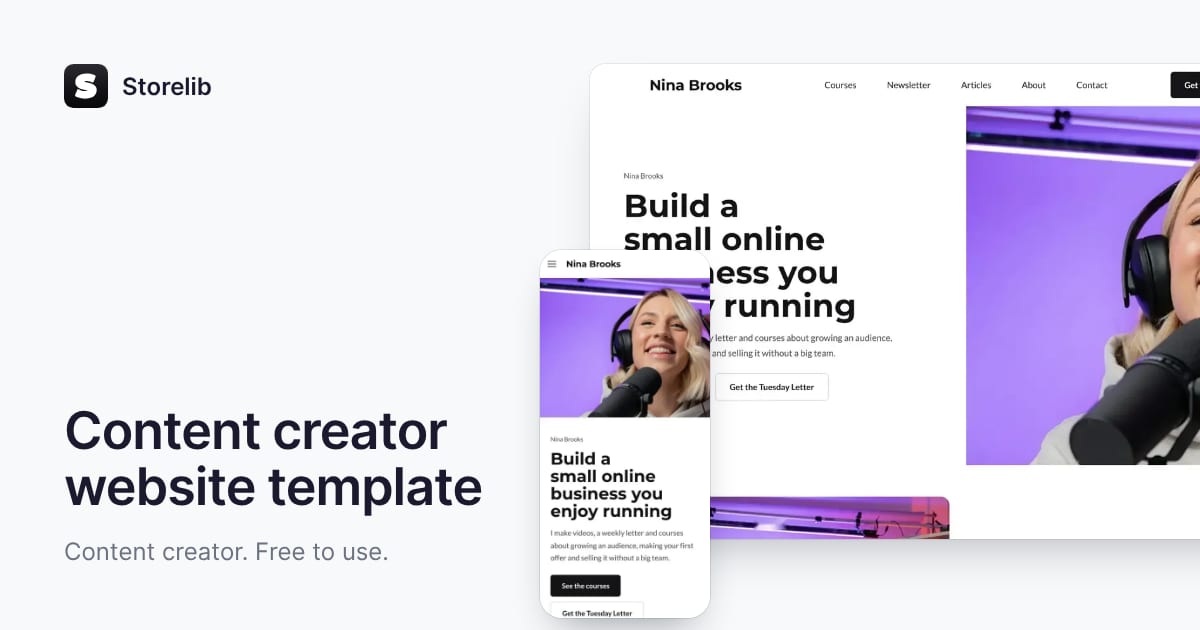 Storelib
Content creator
website template
Content creator. Free to use.
Nina Brooks
Courses
Newsletter
Articles
About
Contact
Get
Nina Brooks
Build a
small online
ess you
running
letter and courses about growing an audience,
and selling it without a big team.
Get the Tuesday Letter
Nina Brooks
Nina Brooks
Build a
small online
business you
enjoy running
I make videos, a weekly letter and courses
about growing an audience, making your first
offer and selling it without a big team.
See the courses
Get the Tuesday Letter